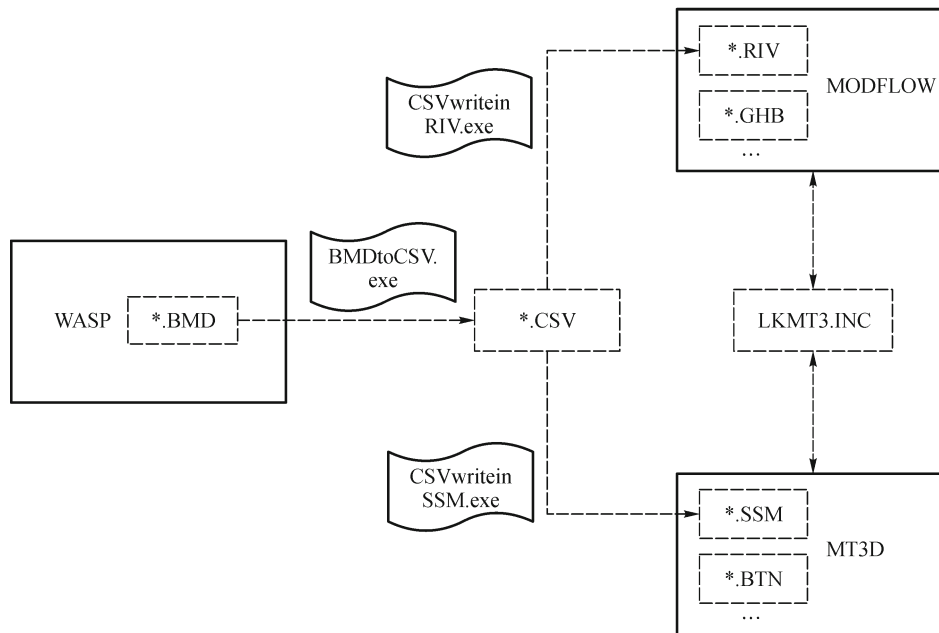 *.RIV
MODFLOW
*.GHB
…
CSVwritein
RIV.exe
BMDtoCSV.
exe
WASP
*.BMD
*.CSV
LKMT3.INC
CSVwritein
SSM.exe
*.SSM
MT3D
*.BTN
…